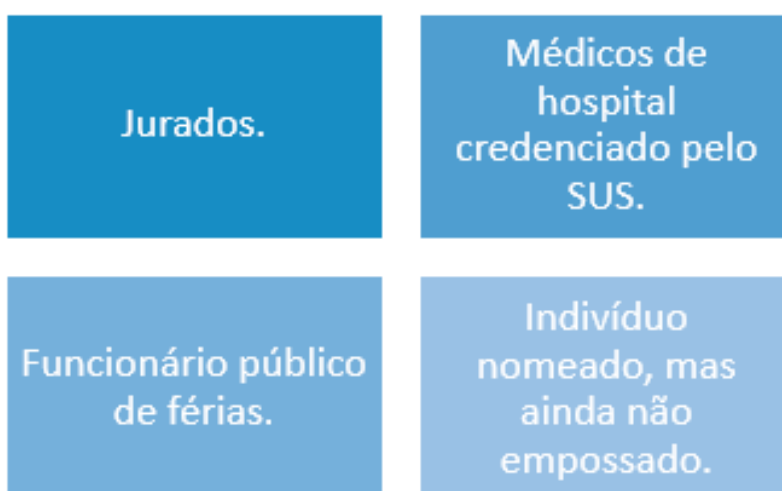 Jurados.
Médicos de
hospital
credenciado pelo
SUS.
Funcionário público
de férias.
Indivíduo
nomeado, mas
ainda não
empossado.